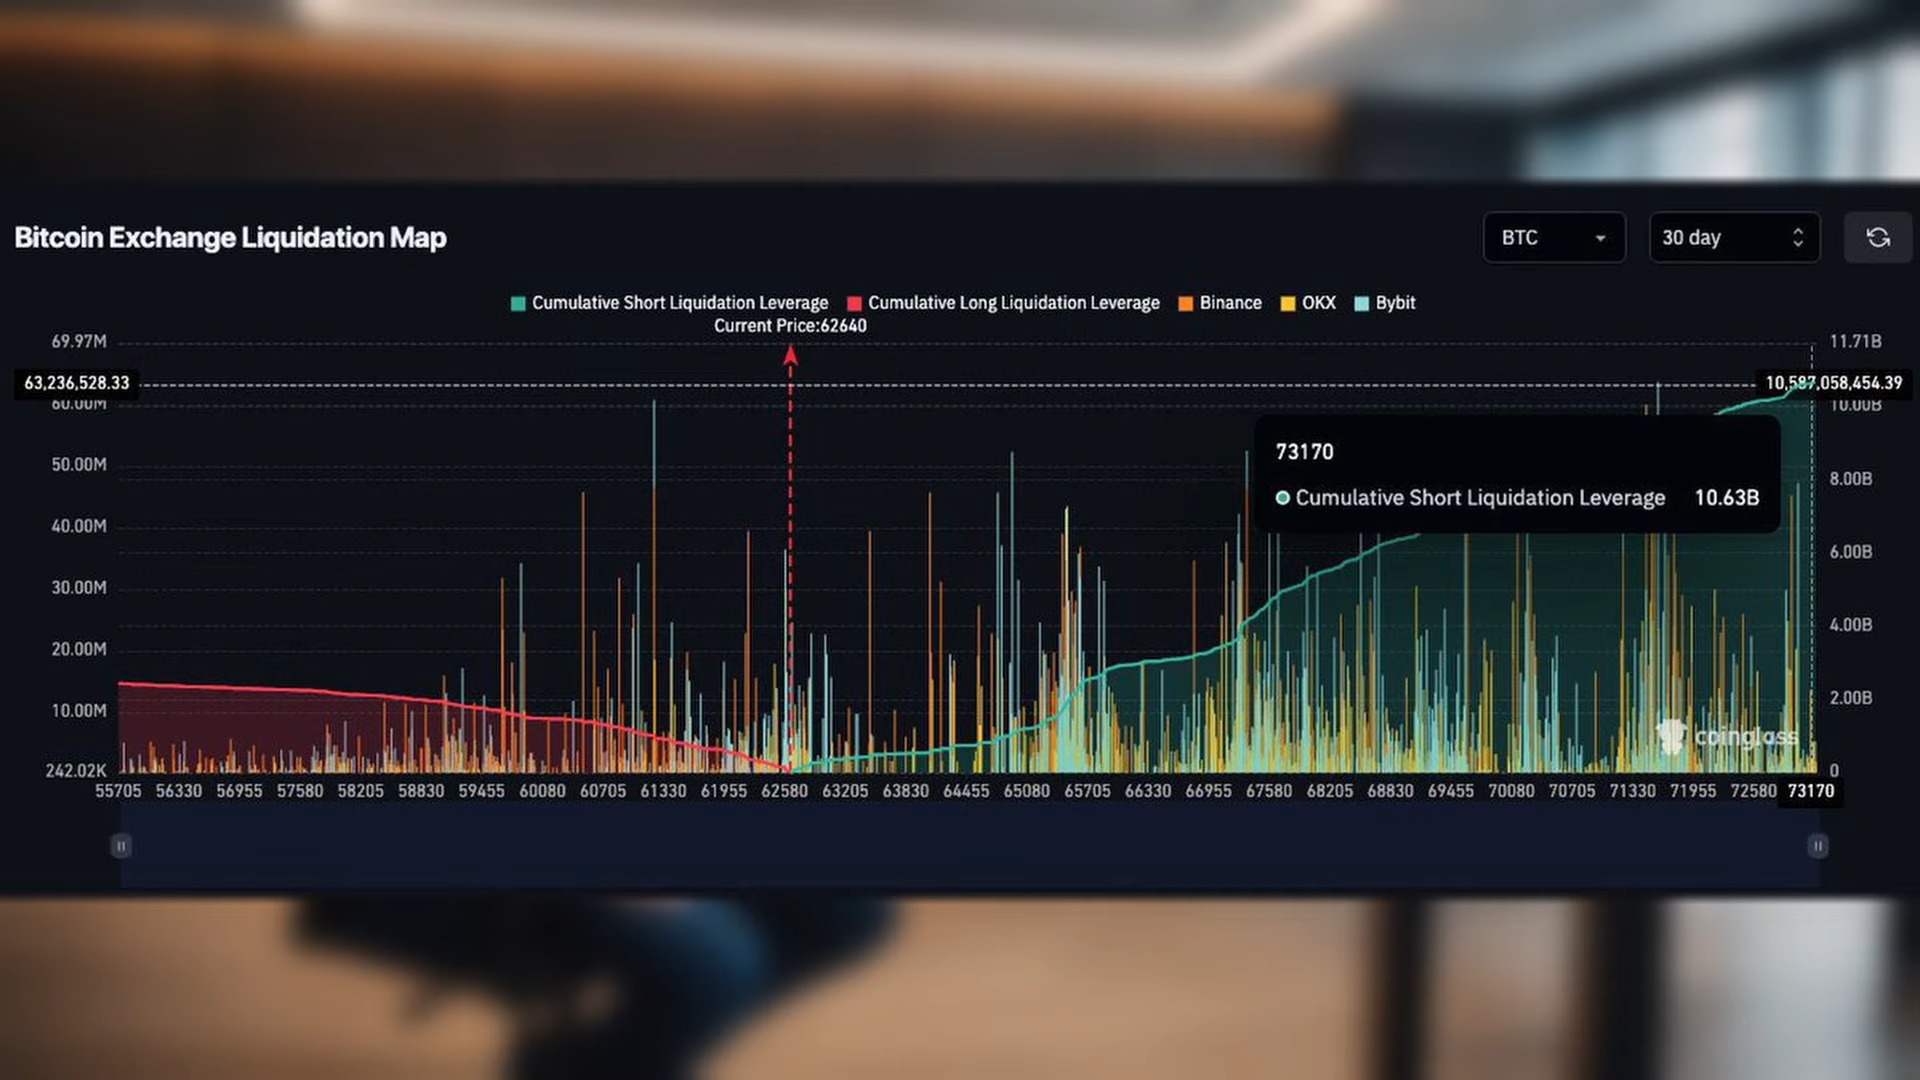 Bitcoin Exchange Liquidation Map
BTC
30 day
Cumulative Short Liquidation Leverage
Cumulative Long Liquidation Leverage
Binance
OKX
Bybit
Current Price:62640
69.97M
11.71B
63,236,528.33
10,587,058,454.39
60.00M
10.00B
73170
Cumulative Short Liquidation Leverage 10.63B
50.00M
8.00B
40.00M
6.00B
30.00M
4.00B
20.00M
2.00B
10.00M
coinglass
242.02K
0
55705 56330 56955 57580 58205 58830 59455 60080 60705 61330 61955 62580 63205 63830 64455 65080 65705 66330 66955 67580 68205 68830 69455 70080 70705 71330 71955 72580 73170